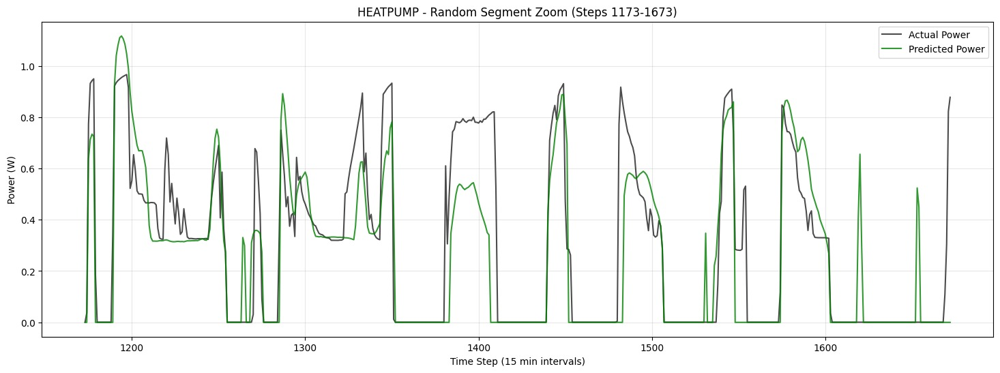 HEATPUMP - Random Segment Zoom (Steps 1173-1673)
Actual Power
Predicted Power
Power (W)
1.0
0.8
0.6
0.4
0.2
0.0
1200 1300 1400 1500 1600
Time Step (15 min intervals)